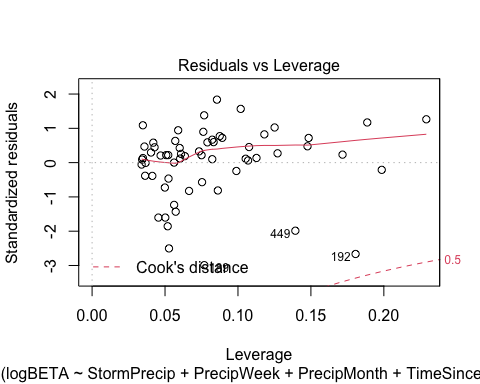 Residuals vs Leverage
Standardized residuals
2
1
0
-1
-2
-3
449
192
0.5
Cook's distance
0.00
0.05
0.10
0.15
0.20
Leverage
(logBETA ~ StormPrecip + PrecipWeek + PrecipMonth + TimeSince